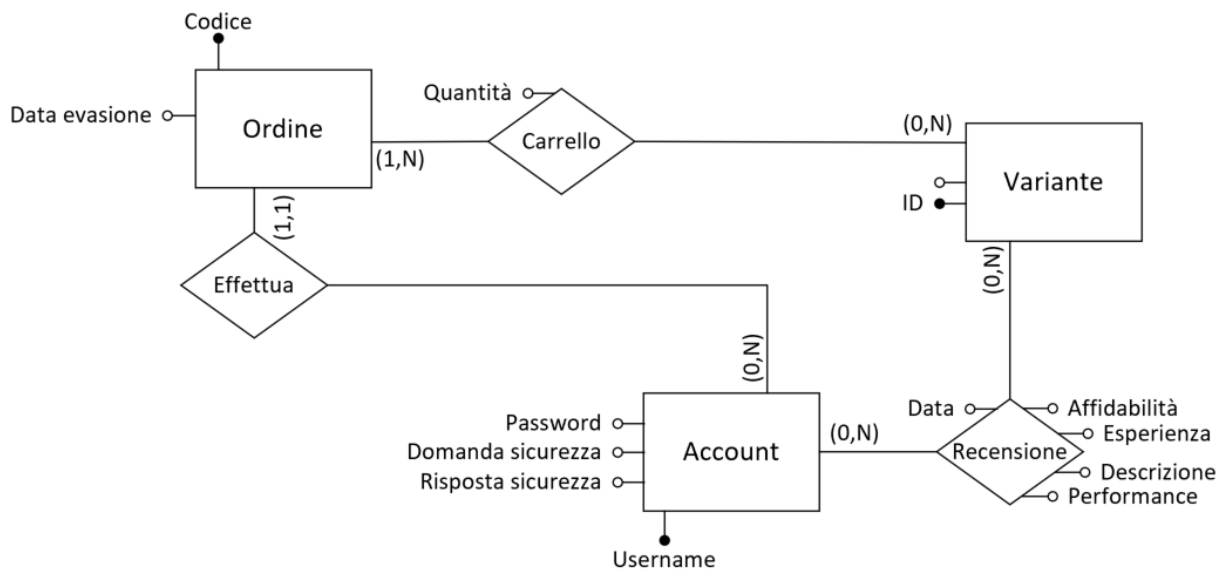 Codice
Data evasione
Ordine
Quantità
Carrello
(1,N)
(0,N)
Variante
ID
(1,1)
Effettua
(0,N)
(0,N)
Password
Domanda sicurezza
Risposta sicurezza
Account
Username
(0,N)
Data
Affidabilità
Esperienza
Recensione
Descrizione
Performance